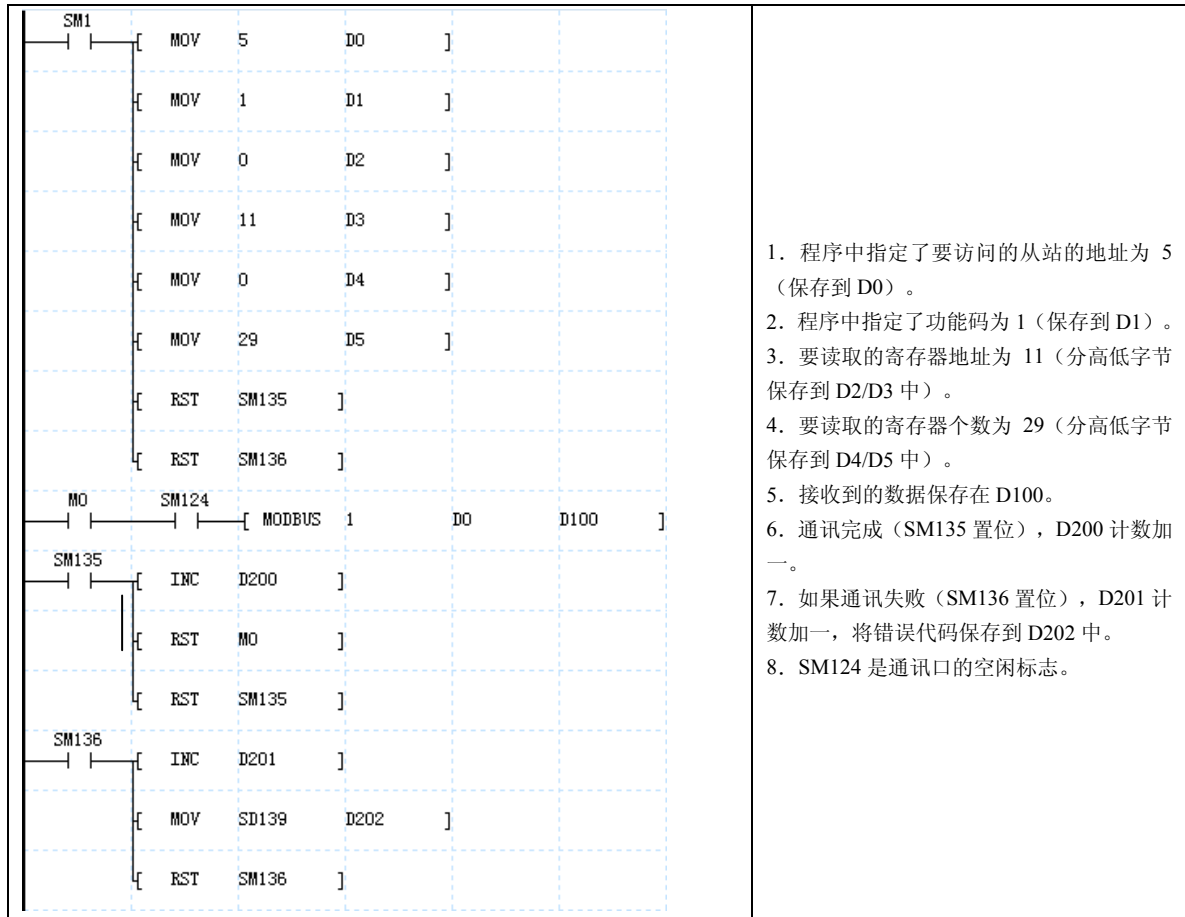 SM1
[ MOV 5 D0 ]
[ MOV 1 D1 ]
[ MOV 0 D2 ]
[ MOV 11 D3 ]
[ MOV 0 D4 ]
[ MOV 29 D5 ]
[ RST SM135 ]
[ RST SM136 ]
M0 SM124
[ MODBUS 1 D0 D100 ]
SM135
[ INC D200 ]
[ RST M0 ]
[ RST SM135 ]
SM136
[ INC D201 ]
[ MOV SD139 D202 ]
[ RST SM136 ]
1．程序中指定了要访问的从站的地址为 5
（保存到 D0）。
2．程序中指定了功能码为 1（保存到 D1）。
3．要读取的寄存器地址为 11（分高低字节
保存到 D2/D3 中）。
4．要读取的寄存器个数为 29（分高低字节
保存到 D4/D5 中）。
5．接收到的数据保存在 D100。
6．通讯完成（SM135 置位），D200 计数加
一。
7．如果通讯失败（SM136 置位），D201 计
数加一，将错误代码保存到 D202 中。
8．SM124 是通讯口的空闲标志。